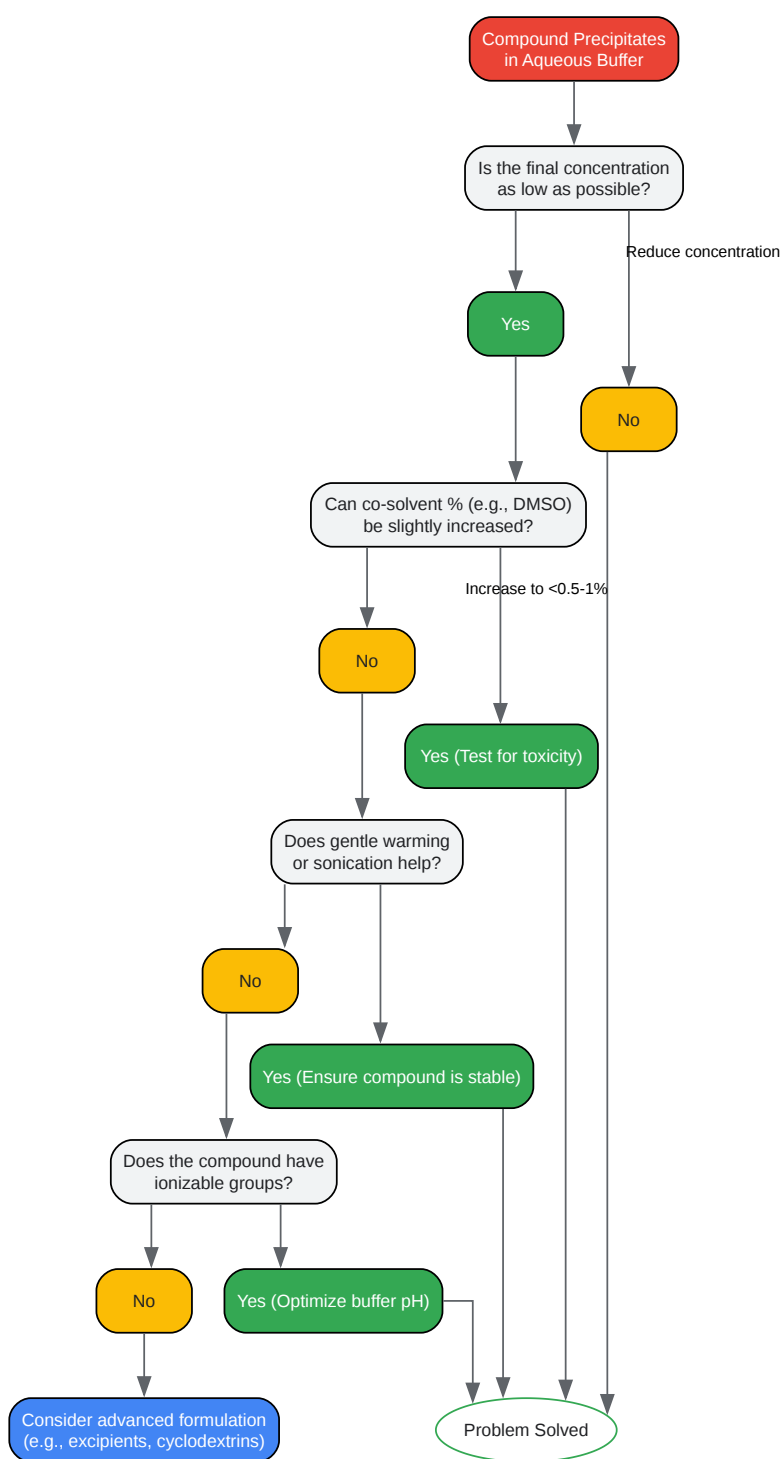 Compound Precipitates
in Aqueous Buffer
Is the final concentration
as low as possible?
Reduce concentration
Yes
No
Can co-solvent % (e.g., DMSO)
be slightly increased?
Increase to <0.5-1%
No
Yes (Test for toxicity)
Does gentle warming
or sonication help?
No
Yes (Ensure compound is stable)
Does the compound have
ionizable groups?
No
Yes (Optimize buffer pH)
Consider advanced formulation
(e.g., excipients, cyclodextrins)
Problem Solved